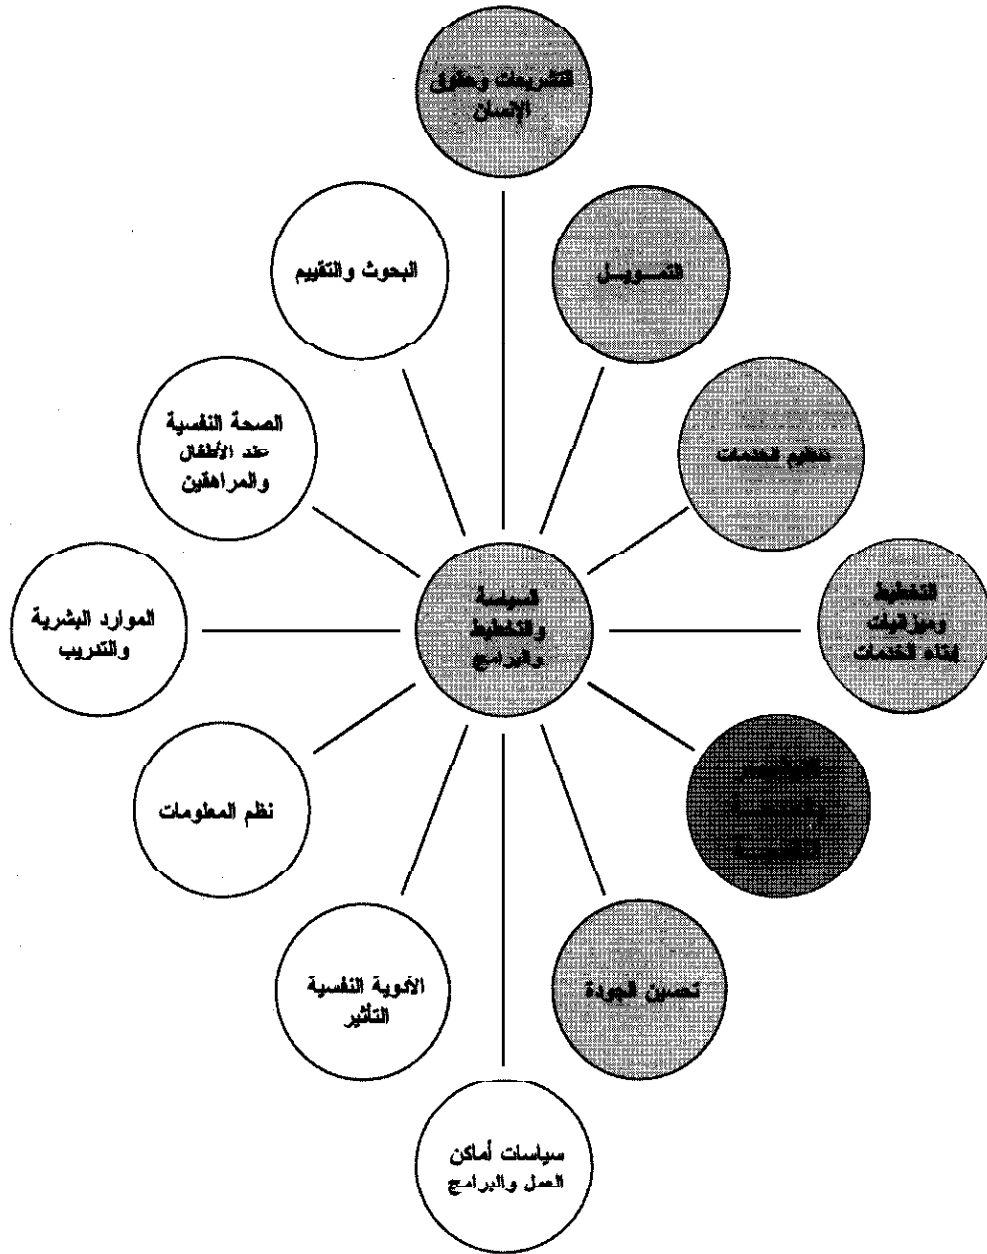 التشريعات وحقوق
الإنسان
التمـــويـــل
البحوث والتقييم
تنظيم الخدمات
الصحة النفسية
عند الأطفال
والمراهقين
التخطيط
وميزانيات
إيتاء الخدمات
السياسة
والتخطيط
والبرامج
الموارد البشرية
والتدريب
نظم المعلومات
تحسين الجودة
الأدوية النفسية
التأثير
سياسات أماكن
العمل والبرامج